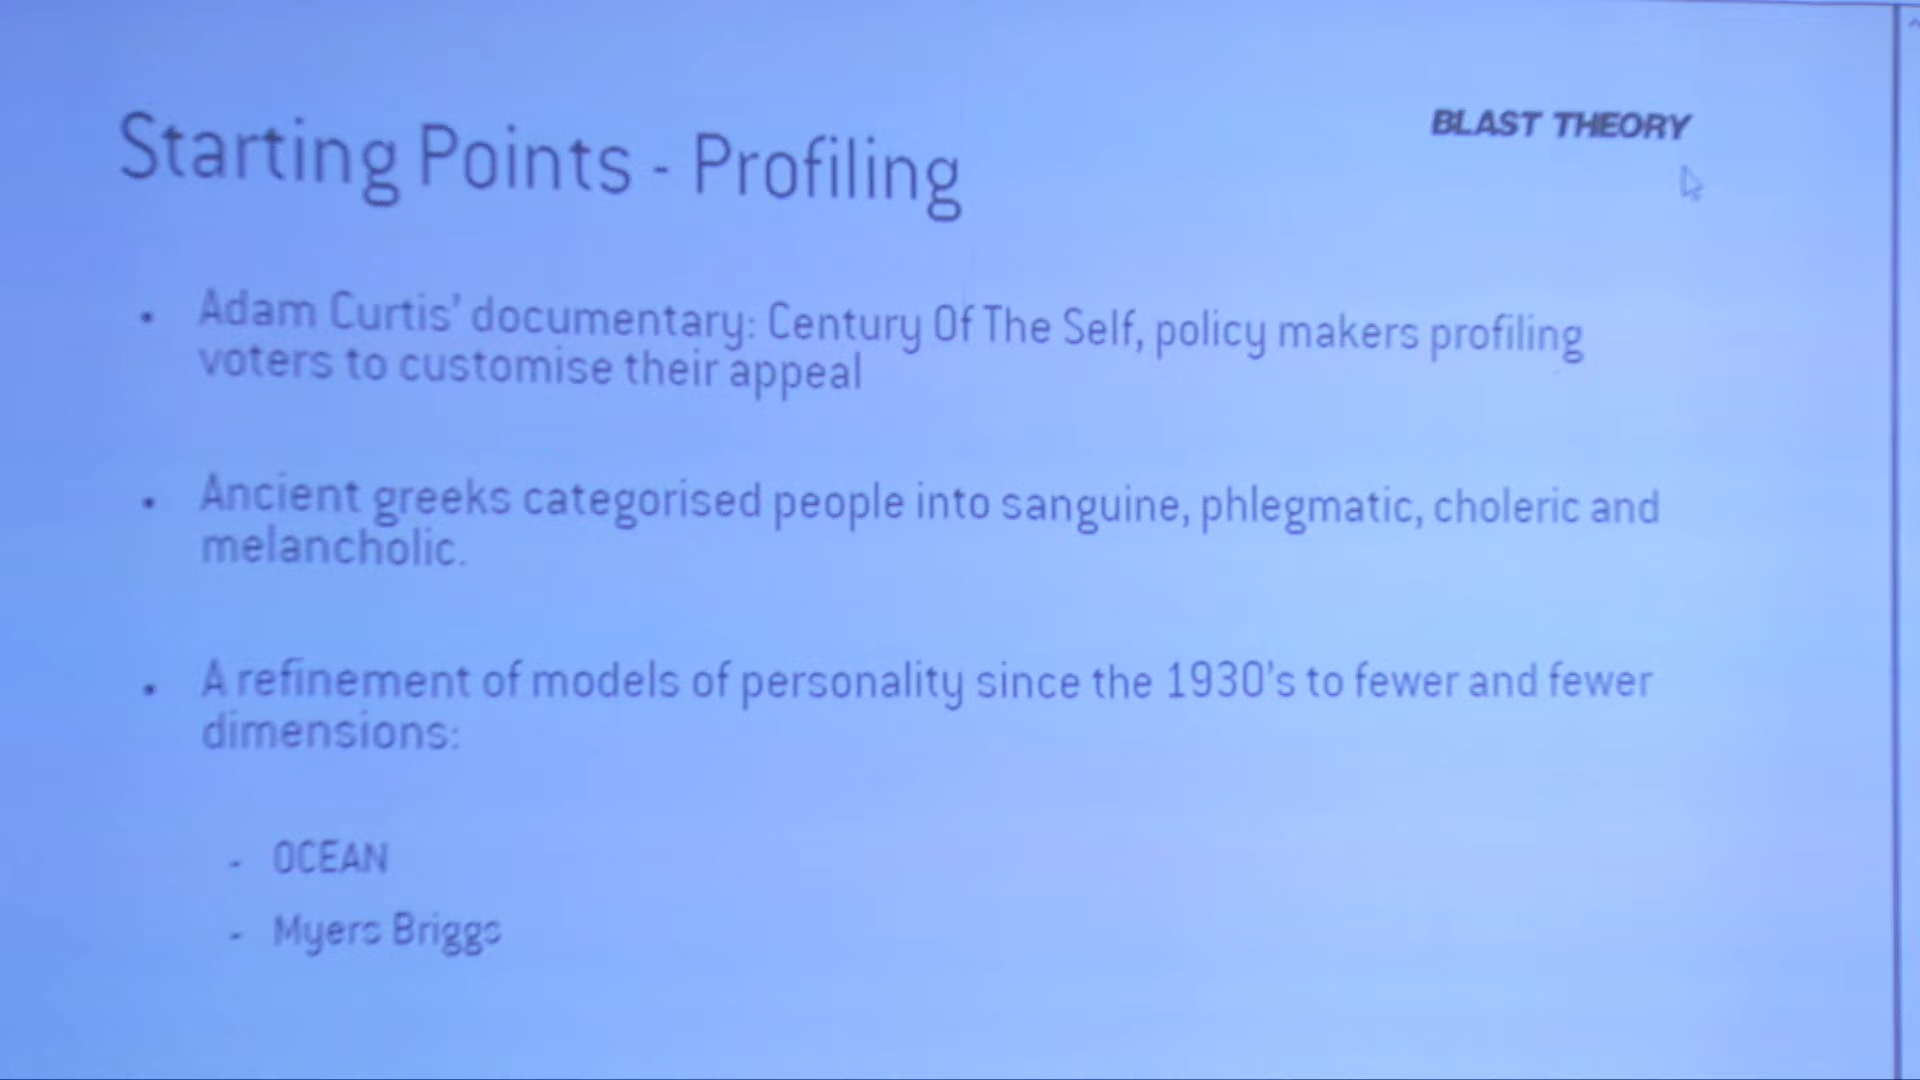 Starting Points - Profiling
BLAST THEORY
• Adam Curtis' documentary: Century Of The Self, policy makers profiling
voters to customise their appeal
• Ancient greeks categorised people into sanguine, phlegmatic, choleric and
melancholic.
• A refinement of models of personality since the 1930's to fewer and fewer
dimensions:
- OCEAN
- Myers Briggs